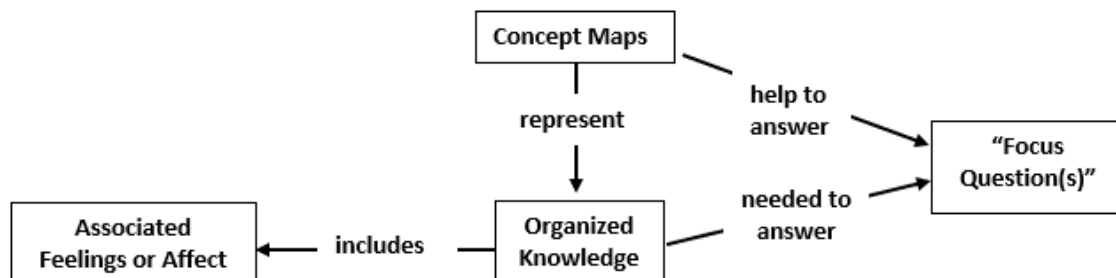 Concept Maps
help to
answer
represent
“Focus
Question(s)”
needed to
answer
Associated
Feelings or Affect
includes
Organized
Knowledge